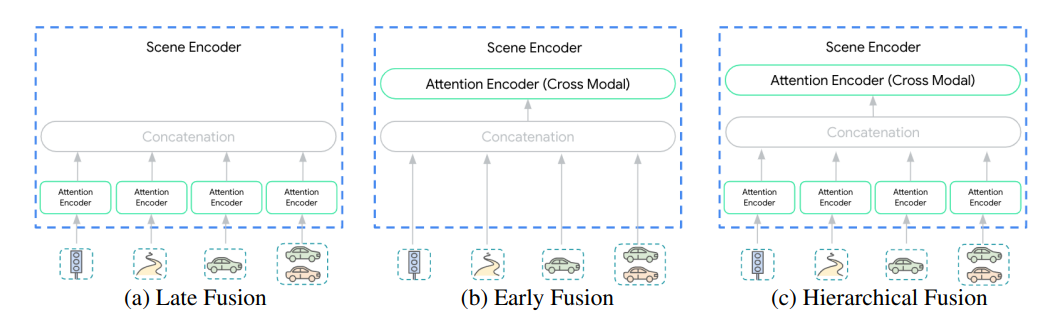 Scene Encoder
Concatenation
Attention Encoder
Attention Encoder
Attention Encoder
Attention Encoder
(a) Late Fusion
Scene Encoder
Attention Encoder (Cross Modal)
Concatenation
(b) Early Fusion
Scene Encoder
Attention Encoder (Cross Modal)
Concatenation
Attention
Encoder
Attention
Encoder
Attention
Encoder
Attention
Encoder
(c) Hierarchical Fusion